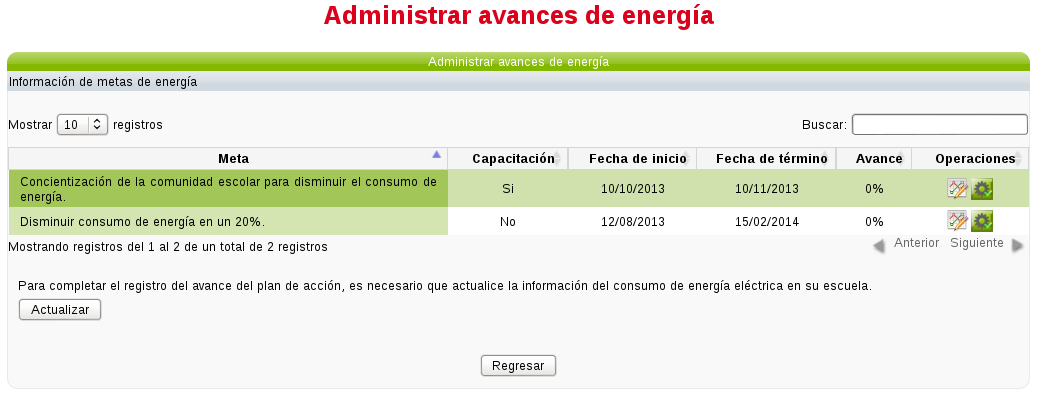 Administrar avances de energía
Administrar avances de energía
Información de metas de energía
Mostrar 10 registros Buscar:
Meta Capacitación Fecha de inicio Fecha de término Avance Operaciones
Concientización de la comunidad escolar para disminuir el consumo de
energía. Si 10/10/2013 10/11/2013 0%
Disminuir consumo de energía en un 20%. No 12/08/2013 15/02/2014 0%
Mostrando registros del 1 al 2 de un total de 2 registros Anterior Siguiente
Para completar el registro del avance del plan de acción, es necesario que actualice la información del consumo de energía eléctrica en su escuela.
Actualizar
Regresar